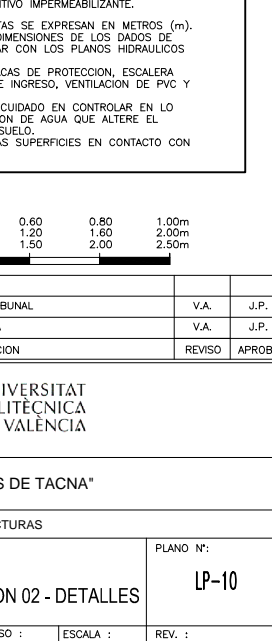 TIVO IMPERMEABILIZANTE.
TAS SE EXPRESAN EN METROS (m).
DIMENSIONES DE LOS DADOS DE
AR CON LOS PLANOS HIDRAULICOS
CAS DE PROTECCION, ESCALERA
E INGRESO, VENTILACION DE PVC Y
CUIDADO EN CONTROLAR EN LO
ON DE AGUA QUE ALTERE EL
SUELO.
AS SUPERFICIES EN CONTACTO CON
0.60 0.80 1.00m
1.20 1.60 2.00m
1.50 2.00 2.50m
BUNAL V.A. J.P.
A V.A. J.P.
CION REVISO APROB
IVERSITAT
LITÈCNICA
VALÈNCIA
S DE TACNA"
CTURAS
PLANO N°:
LP-10
ON 02 - DETALLES
SO : ESCALA : REV. :